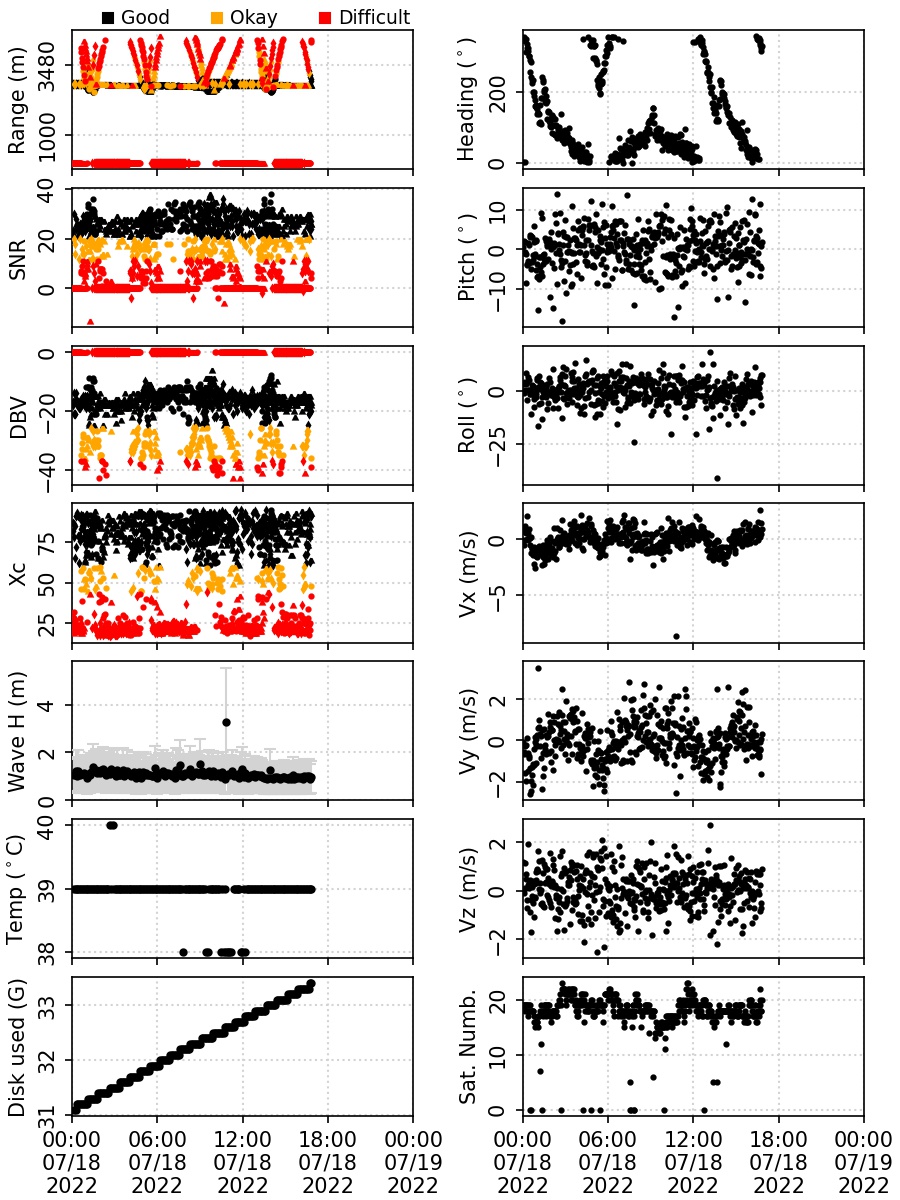 Good Okay Difficult
Range (m)
3480
1000
Heading (°)
200
0
SNR
40
20
0
Pitch (°)
10
0
−10
DBV
0
−20
−40
Roll (°)
0
−25
Xc
75
50
25
Vx (m/s)
0
−5
Wave H (m)
4
2
0
Vy (m/s)
2
0
−2
Temp (°C)
40
39
38
Vz (m/s)
2
0
−2
Disk used (G)
33
32
31
Sat. Numb.
20
10
0
00:00 06:00 12:00 18:00 00:00
07/18 07/18 07/18 07/18 07/19
2022 2022 2022 2022 2022
00:00 06:00 12:00 18:00 00:00
07/18 07/18 07/18 07/18 07/19
2022 2022 2022 2022 2022